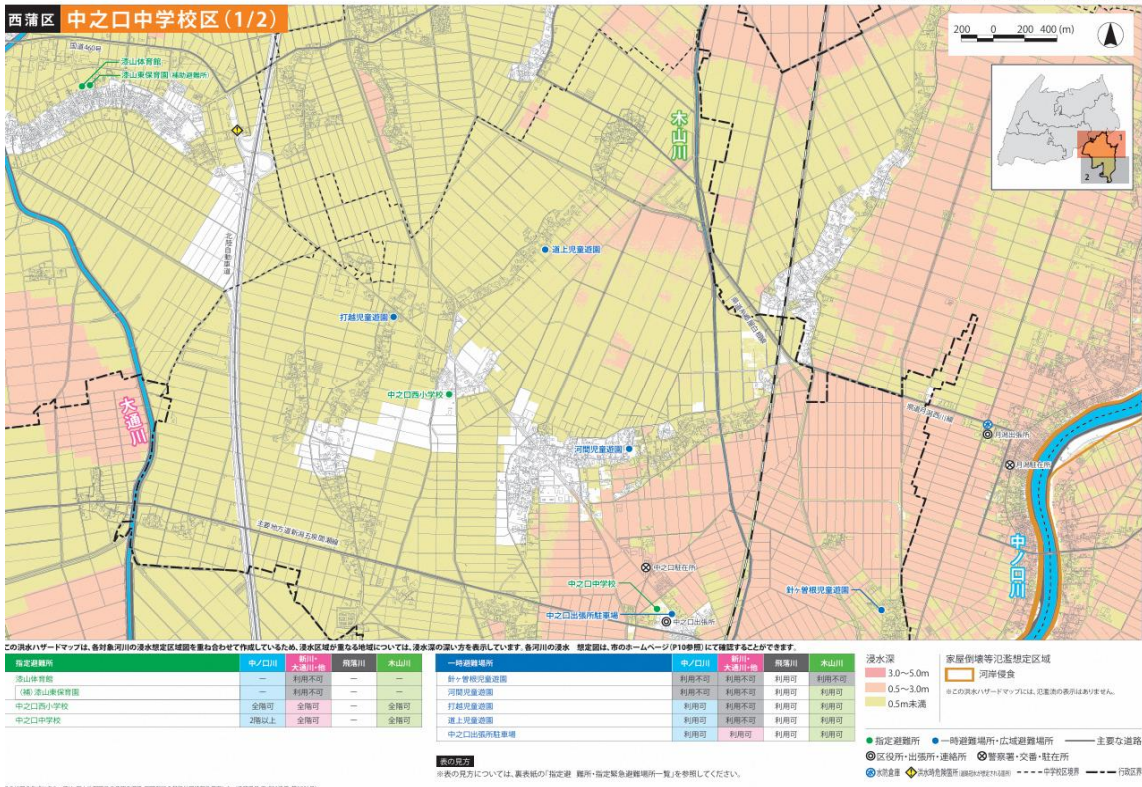 西蒲区 中之口中学校区(1/2)
国道460号
漆山体育館
漆山東保育園(補助避難所)
200 0 200 400(m)
木山川
1
2
北陸自動車道
道上児童遊園
打越児童遊園
中之口西小学校
大通川
県道月潟西川線
月潟出張所
月潟駐在所
河間児童遊園
中ノ口川
中之口駐在所
中之口中学校
中之口出張所駐車場
中之口出張所
針ヶ曽根児童遊園
この洪水ハザードマップは、各対象河川の浸水想定区域図を重ね合わせて作成しているため、浸水区域が重なる地域については、浸水深の深い方を表示しています。各河川の浸水 想定図は、市のホームページ(P10参照)にて確認することができます。
指定避難所 中ノ口川 新川・大通川・他 飛落川 木山川
漆山体育館 ー 利用不可 ー ー
(補)漆山東保育園 ー 利用不可 ー ー
中之口西小学校 全階可 全階可 ー 全階可
中之口中学校 2階以上 全階可 ー 全階可
一時避難場所 中ノ口川 新川・大通川・他 飛落川 木山川
針ヶ曽根児童遊園 利用不可 利用不可 利用可 利用不可
河間児童遊園 利用不可 利用不可 利用可 利用可
打越児童遊園 利用可 利用不可 利用可 利用可
道上児童遊園 利用可 利用不可 利用可 利用可
中之口出張所駐車場 利用可 利用可 利用可 利用可
表の見方
※表の見方については、裏表紙の「指定避 難所・指定緊急避難場所一覧」を参照してください。
浸水深
3.0〜5.0m
0.5〜3.0m
0.5m未満
家屋倒壊等氾濫想定区域
河岸侵食
※この洪水ハザードマップには、氾濫流の表示はありません。
指定避難所 一時避難場所・広域避難場所 主要な道路
区役所・出張所・連絡所 警察署・交番・駐在所
水防倉庫 洪水時危険箇所 中学校区境界 行政区界